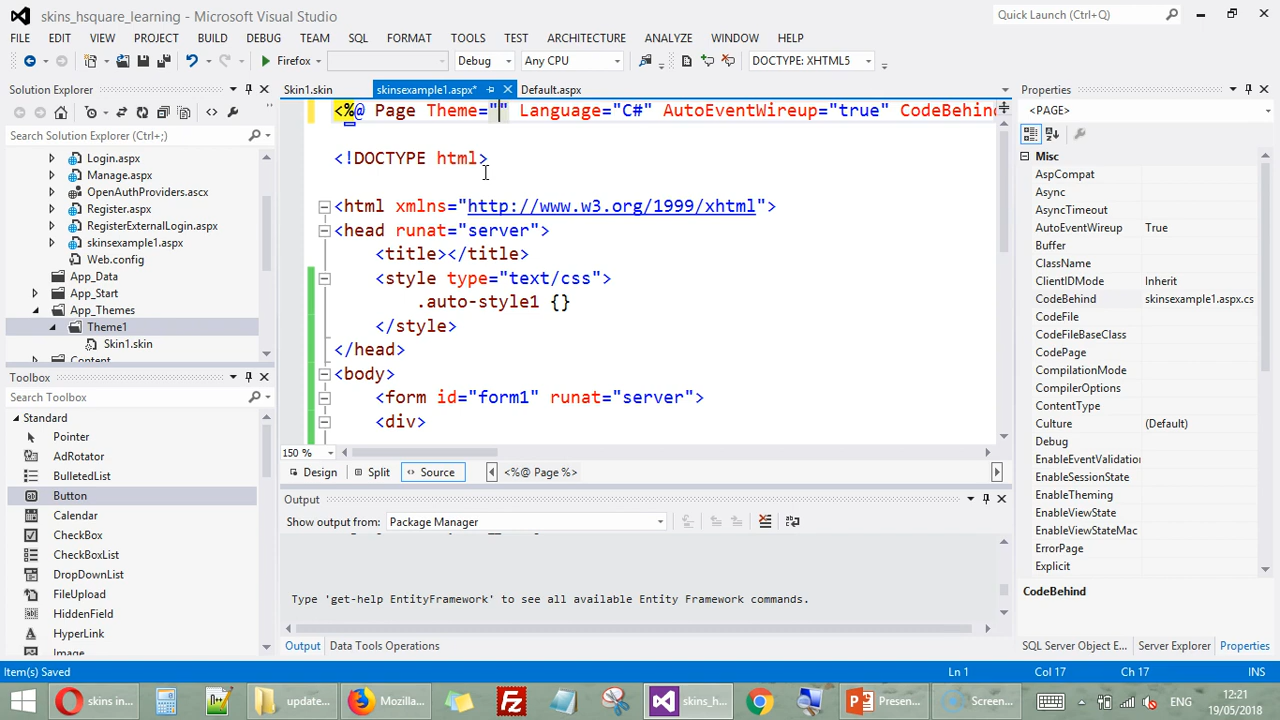 skins_hsquare_learning - Microsoft Visual Studio
Quick Launch (Ctrl+Q)
FILE EDIT VIEW PROJECT BUILD DEBUG TEAM SQL FORMAT TOOLS TEST ARCHITECTURE ANALYZE WINDOW HELP
Firefox Debug Any CPU DOCTYPE: XHTML5
Solution Explorer
Search Solution Explorer (Ctrl+;)
Login.aspx
Manage.aspx
OpenAuthProviders.ascx
Register.aspx
RegisterExternalLogin.aspx
skinsexample1.aspx
Web.config
App_Data
App_Start
App_Themes
Theme1
Skin1.skin
Content
Toolbox
Search Toolbox
Standard
Pointer
AdRotator
BulletedList
Button
Calendar
CheckBox
CheckBoxList
DropDownList
FileUpload
HiddenField
HyperLink
Image
Skin1.skin skinsexample1.aspx* Default.aspx
<%@ Page Theme="" Language="C#" AutoEventWireup="true" CodeBehind
<!DOCTYPE html>
<html xmlns="http://www.w3.org/1999/xhtml">
<head runat="server">
<title></title>
<style type="text/css">
.auto-style1 {}
</style>
</head>
<body>
<form id="form1" runat="server">
<div>
150 %
Design Split Source <%@ Page %>
Output
Show output from: Package Manager
Type 'get-help EntityFramework' to see all available Entity Framework commands.
Output Data Tools Operations
Properties
<PAGE>
Misc
AspCompat
Async
AsyncTimeout
AutoEventWireup True
Buffer
ClassName
ClientIDMode Inherit
CodeBehind skinsexample1.aspx.cs
CodeFile
CodeFileBaseClass
CodePage
CompilationMode
CompilerOptions
ContentType
Culture (Default)
Debug
EnableEventValidation
EnableSessionState
EnableTheming
EnableViewState
EnableViewStateMac
ErrorPage
Explicit
CodeBehind
SQL Server Object E... Server Explorer Properties
Item(s) Saved Ln 1 Col 17 Ch 17 INS
skins in... update... Mozilla... skins_h... Present... Screen...
ENG
12:21
19/05/2018